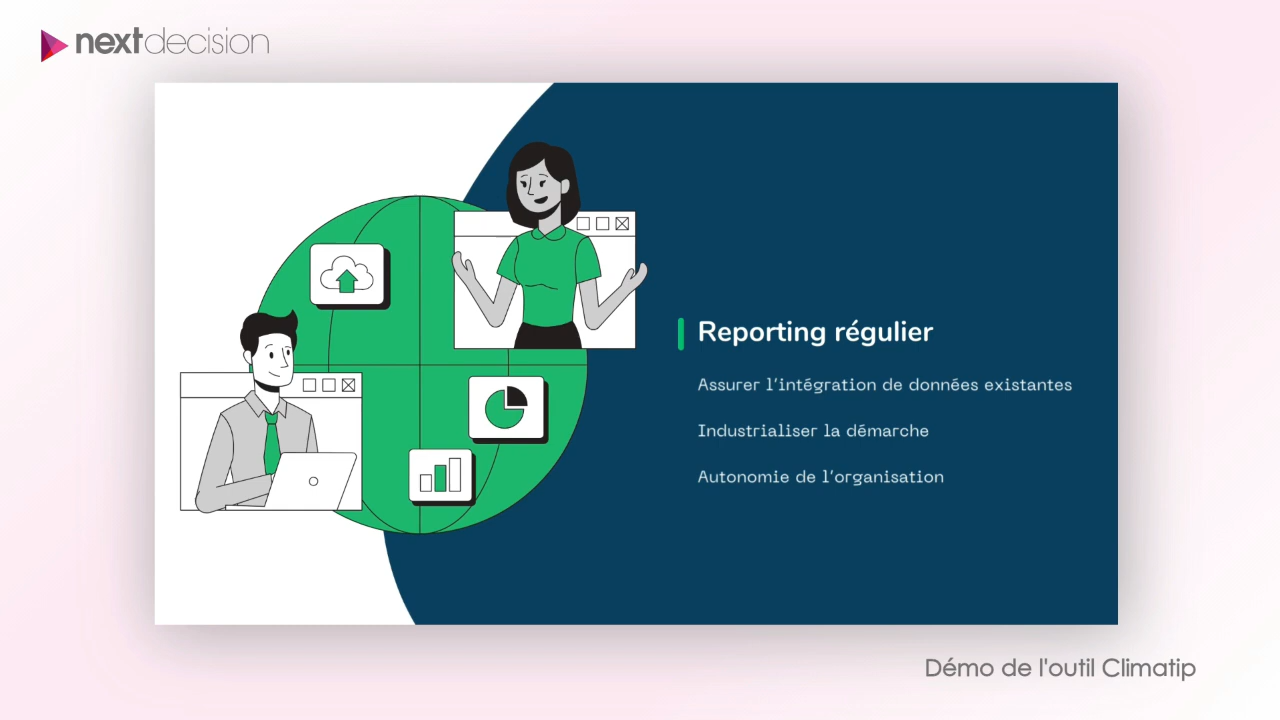 nextdecision
Reporting régulier
Assurer l'intégration de données existantes
Industrialiser la démarche
Autonomie de l'organisation
Démo de l'outil Climatip